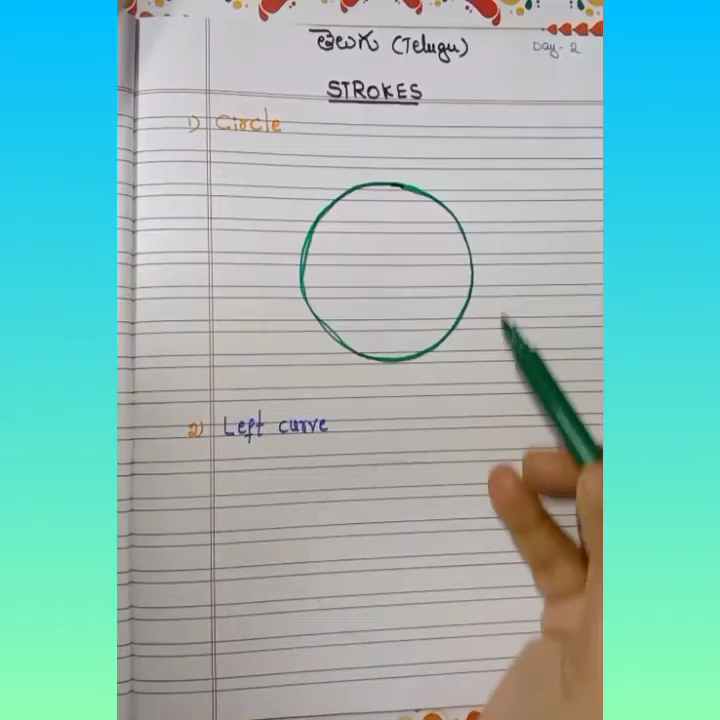 తెలుగు (Telugu)
Day-2
STROKES
1) Circle
2) Left curve